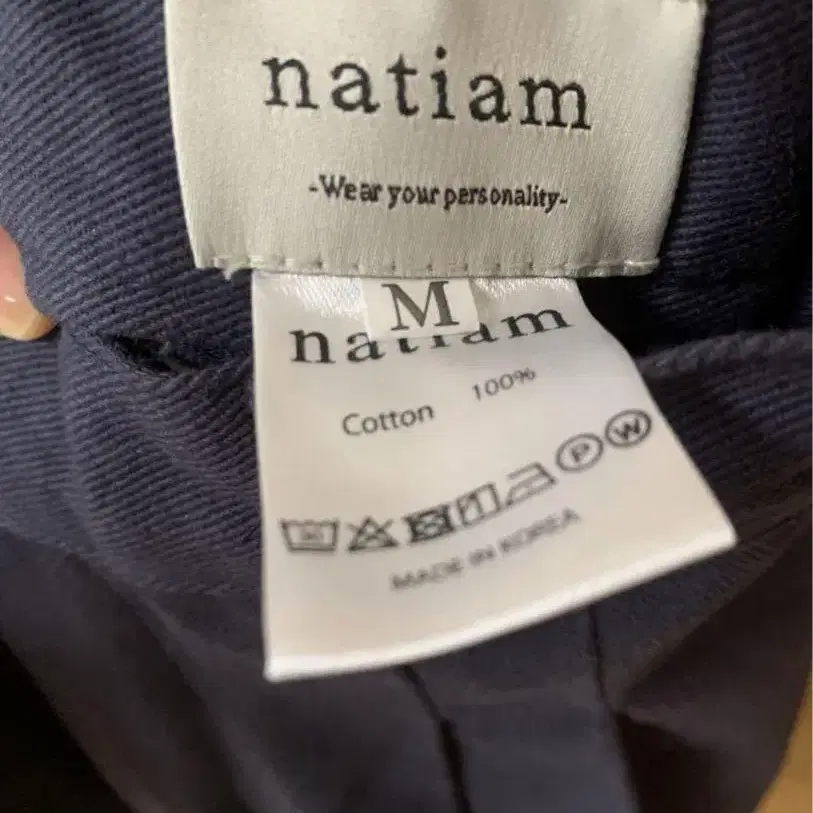 natiam
-Wear your personality-
M
natiam
Cotton 100%
P W
MADE IN KOREA